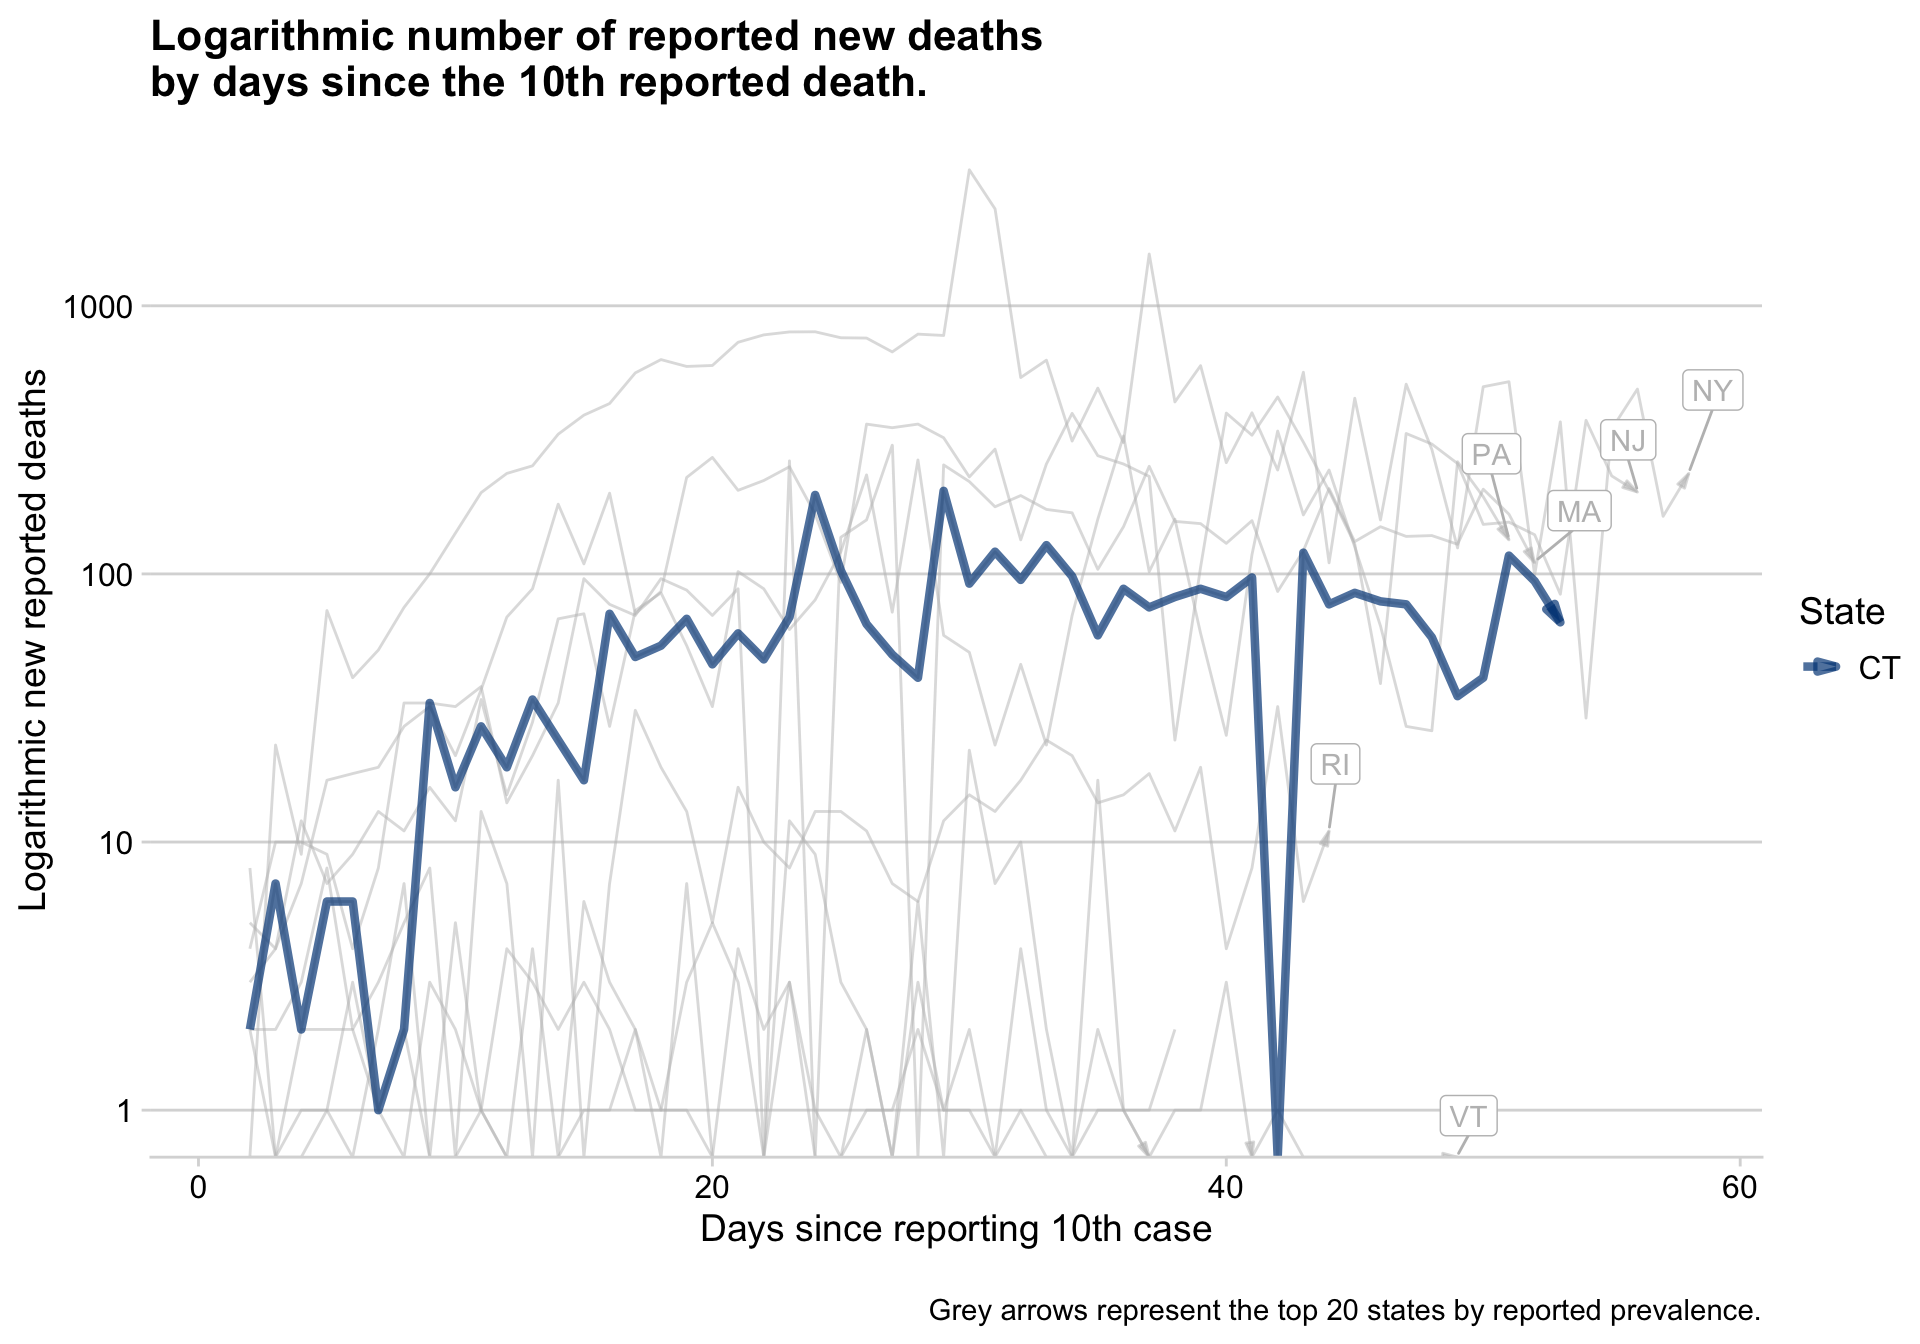 Logarithmic number of reported new deaths
by days since the 10th reported death.
Logarithmic new reported deaths
1000
100
10
1
NY
NJ
PA
MA
RI
VT
State
CT
0
20
40
60
Days since reporting 10th case
Grey arrows represent the top 20 states by reported prevalence.